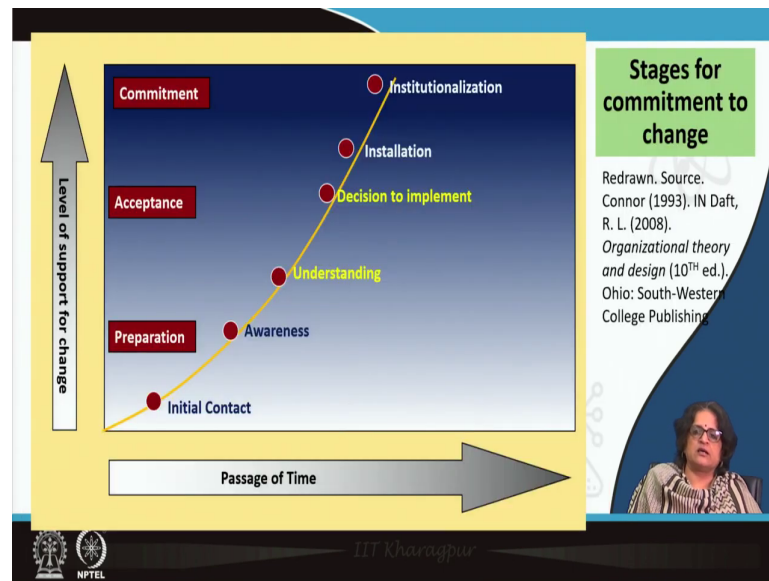 Commitment
Institutionalization
Installation
Acceptance
Decision to implement
Understanding
Preparation
Awareness
Initial Contact
Level of support for change
Passage of Time
Stages for
commitment to
change
Redrawn. Source.
Connor (1993). IN Daft,
R. L. (2008).
Organizational theory
and design (10TH ed.).
Ohio: South-Western
College Publishing
NPTEL
IIT Kharagpur